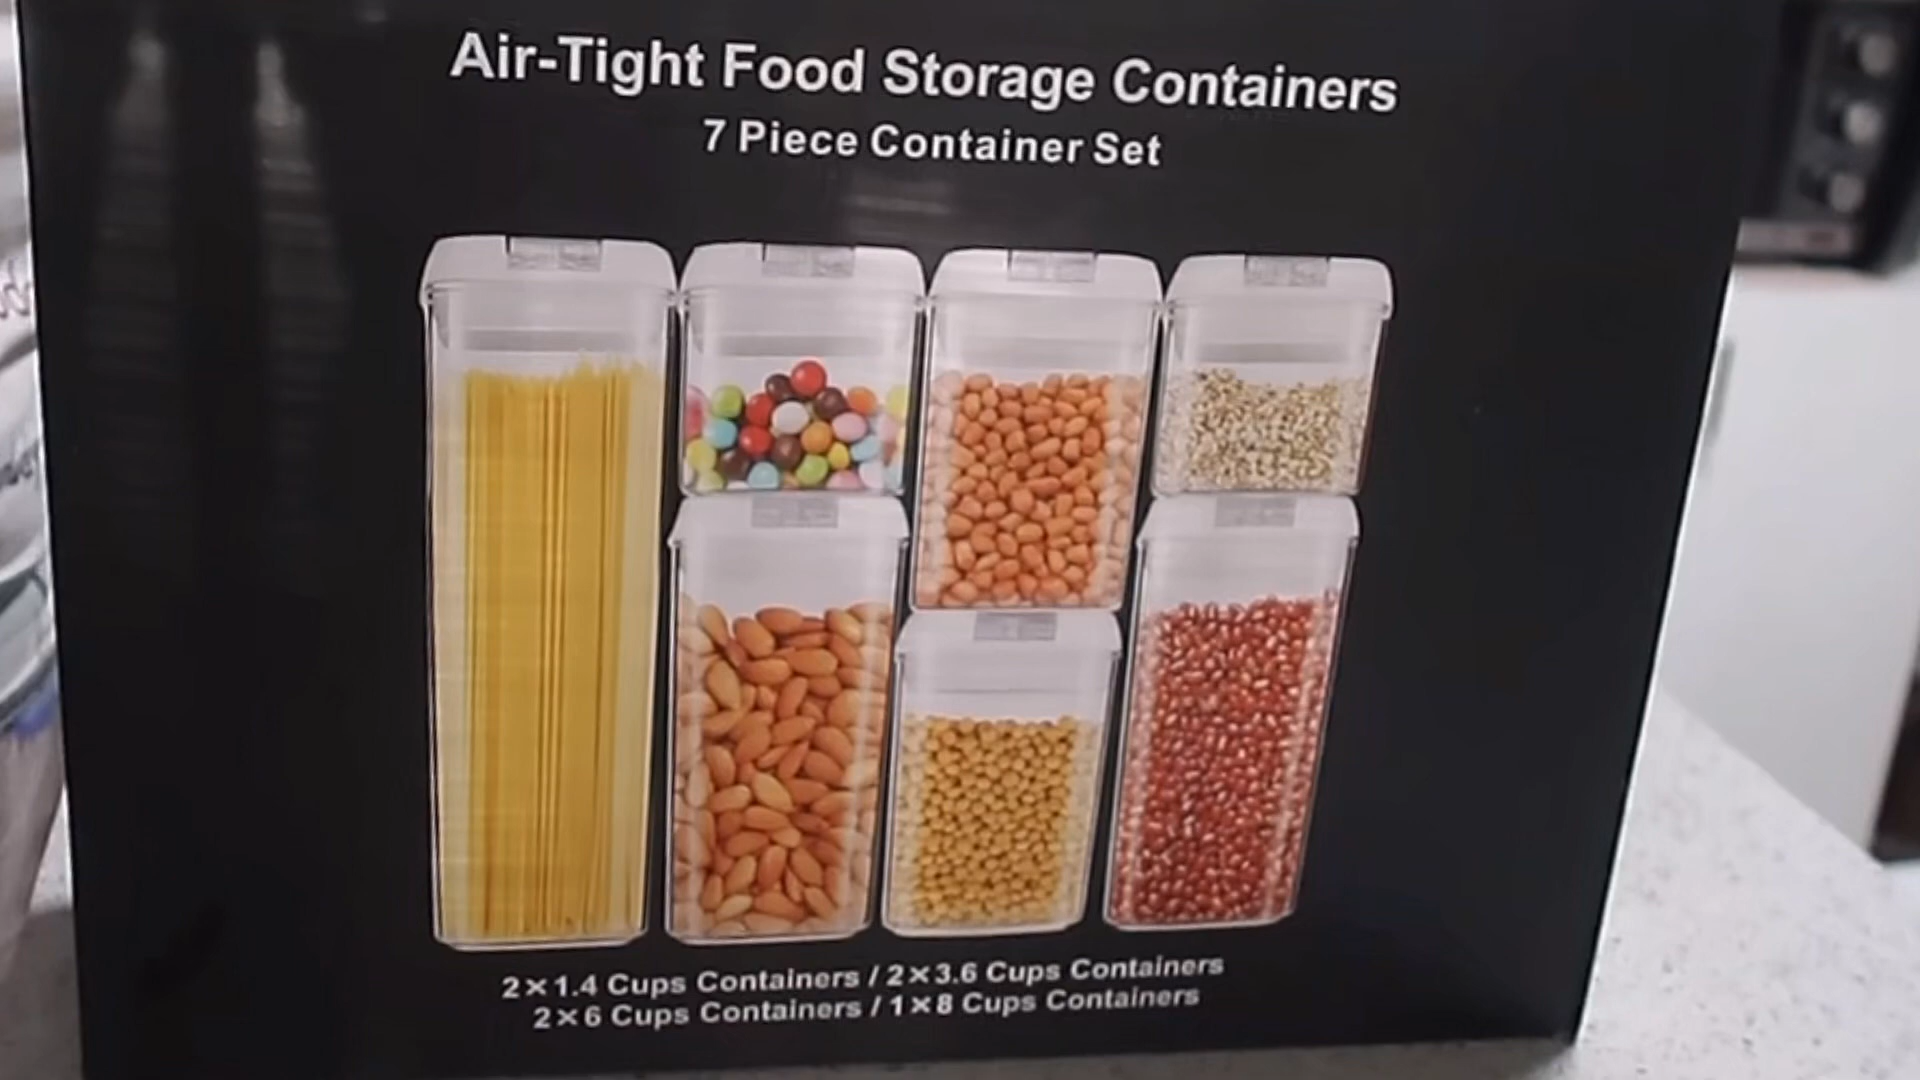 Air-Tight Food Storage Containers
7 Piece Container Set
2×1.4 Cups Containers / 2×3.6 Cups Containers
2×6 Cups Containers / 1×8 Cups Containers